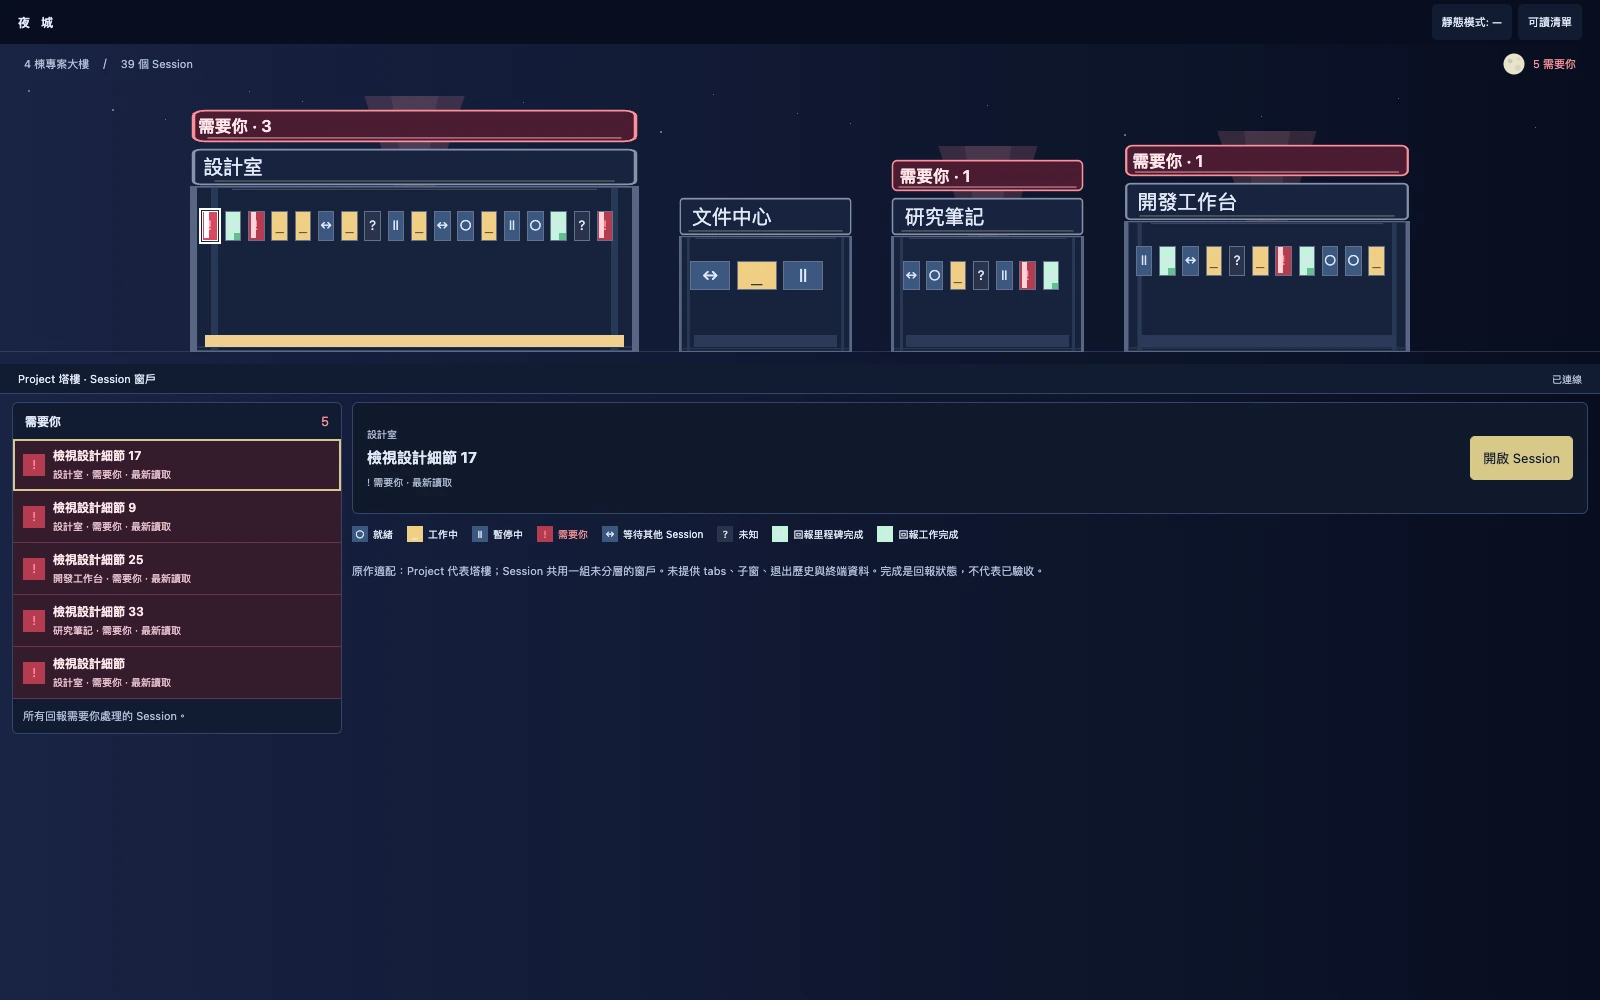 夜 城
靜態模式: —
可讀清單
4 棟專案大樓 / 39 個 Session
5 需要你
需要你 · 3
設計室
文件中心
需要你 · 1
研究筆記
需要你 · 1
開發工作台
Project 塔樓 · Session 窗戶
已連線
需要你
5
! 檢視設計細節 17
設計室 · 需要你 · 最新讀取
! 檢視設計細節 9
設計室 · 需要你 · 最新讀取
! 檢視設計細節 25
開發工作台 · 需要你 · 最新讀取
! 檢視設計細節 33
研究筆記 · 需要你 · 最新讀取
! 檢視設計細節
設計室 · 需要你 · 最新讀取
所有回報需要你處理的 Session。
設計室
檢視設計細節 17
! 需要你 · 最新讀取
開啟 Session
就緒
工作中
暫停中
! 需要你
↔ 等待其他 Session
? 未知
回報里程碑完成
回報工作完成
原作適配：Project 代表塔樓；Session 共用一組未分層的窗戶。未提供 tabs、子窗、退出歷史與終端資料。完成是回報狀態，不代表已驗收。